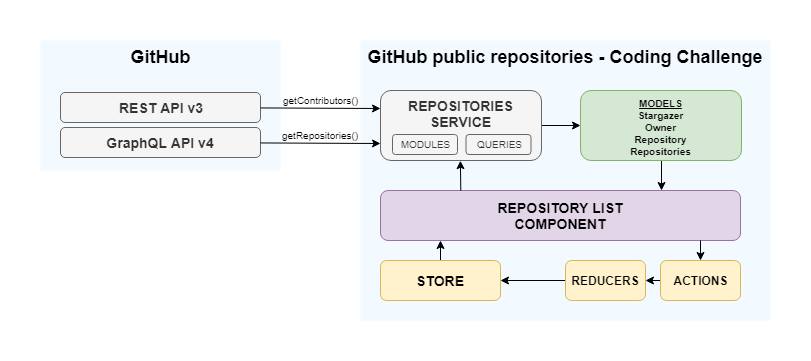 GitHub
REST API v3
GraphQL API v4
getContributors()
getRepositories()
GitHub public repositories - Coding Challenge
REPOSITORIES
SERVICE
MODULES
QUERIES
MODELS
Stargazer
Owner
Repository
Repositories
REPOSITORY LIST
COMPONENT
STORE
REDUCERS
ACTIONS